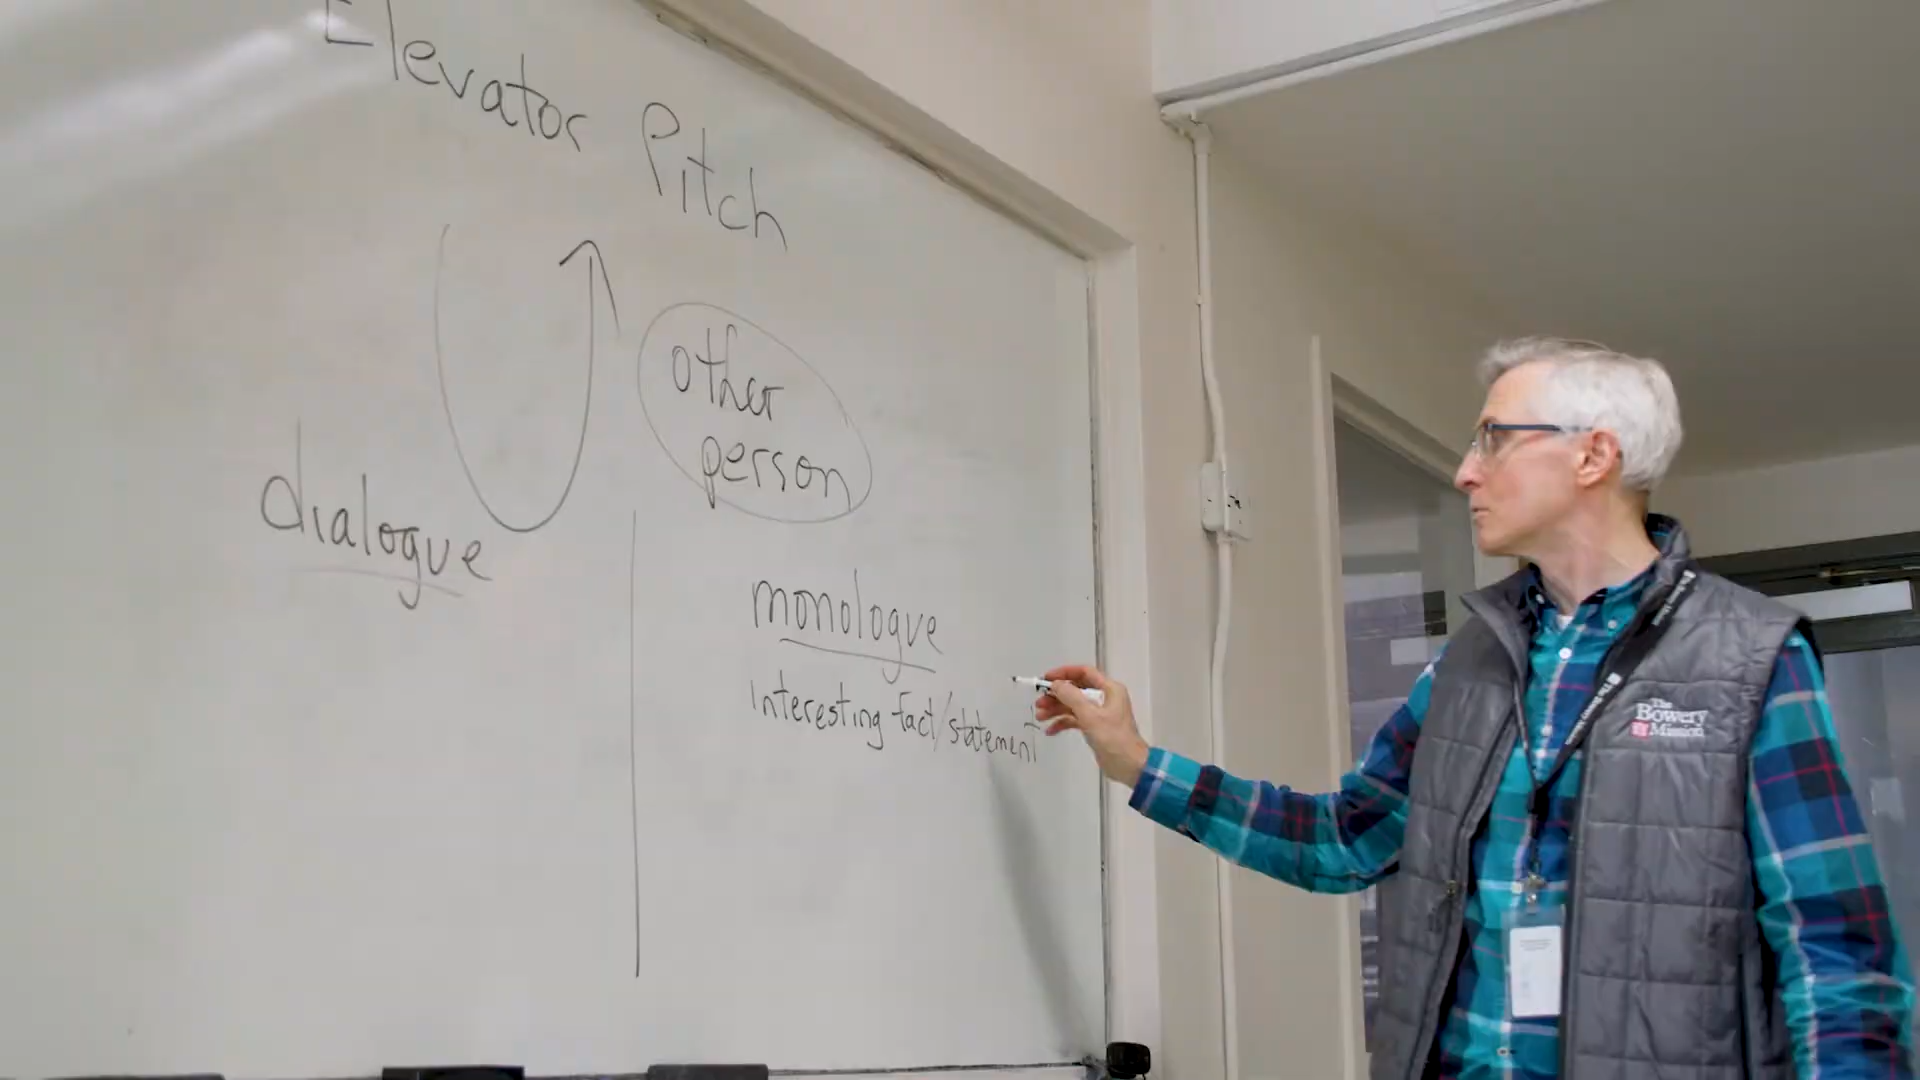 Elevator Pitch
other
person
dialogue
monologue
Interesting fact/statement
The
Bowery
Mission